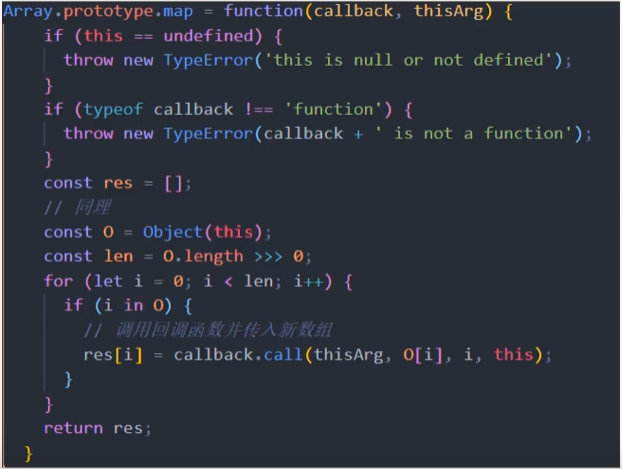 Array.prototype.map = function(callback, thisArg) {
if (this == undefined) {
throw new TypeError('this is null or not defined');
}
if (typeof callback !== 'function') {
throw new TypeError(callback + ' is not a function');
}
const res = [];
// 同理
const O = Object(this);
const len = O.length >>> 0;
for (let i = 0; i < len; i++) {
if (i in O) {
// 调用回调函数并传入新数组
res[i] = callback.call(thisArg, O[i], i, this);
}
}
return res;
}